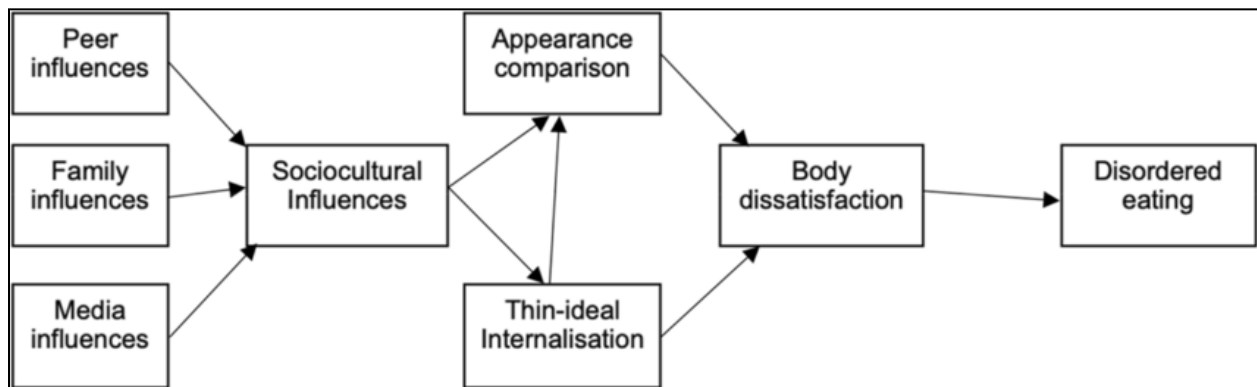 Peer
influences
Appearance
comparison
Family
influences
Sociocultural
Influences
Body
dissatisfaction
Disordered
eating
Media
influences
Thin-ideal
Internalisation